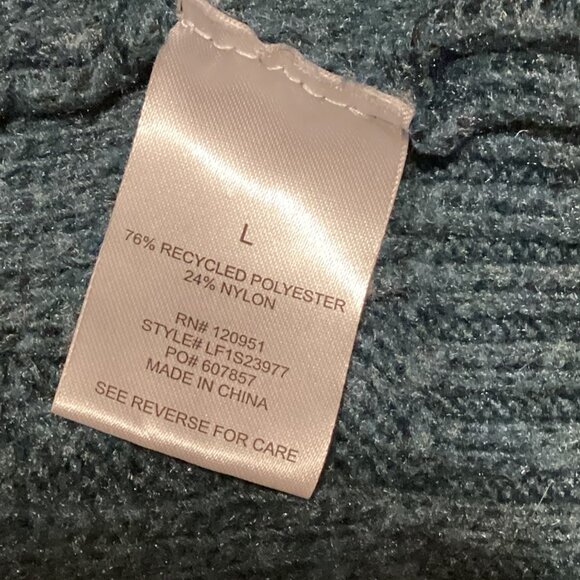 L
76% RECYCLED POLYESTER
24% NYLON
RN# 120951
STYLE# LF1S23977
PO# 607857
MADE IN CHINA
SEE REVERSE FOR CARE